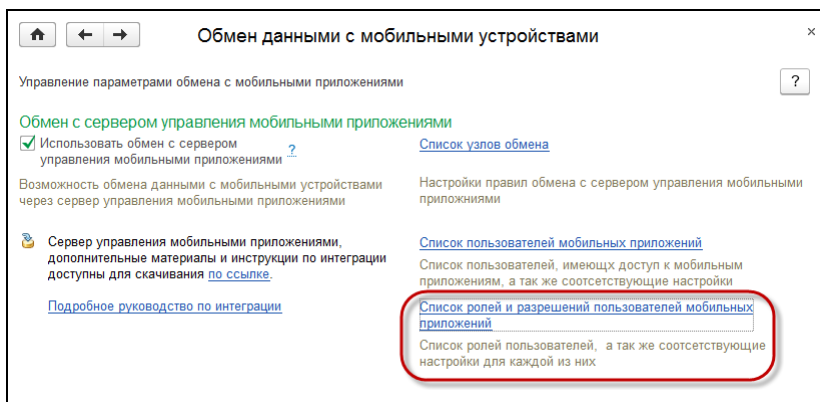 Обмен данными с мобильными устройствами
Управление параметрами обмена с мобильными приложениями
?
Обмен с сервером управления мобильными приложениями
Использовать обмен с сервером
управления мобильными приложениями ?
Возможность обмена данными с мобильными устройствами
через сервер управления мобильными приложениями
Сервер управления мобильными приложениями,
дополнительные материалы и инструкции по интеграции
доступны для скачивания по ссылке.
Подробное руководство по интеграции
Список узлов обмена
Настройки правил обмена с сервером управления мобильными
приложниями
Список пользователей мобильных приложений
Список пользователей, имеющх доступ к мобильным
приложениям, а так же соотстествующие настройки
Список ролей и разрешений пользователей мобильных
приложений
Список ролей пользователей, а так же соотсетствующие
настройки для каждой из них